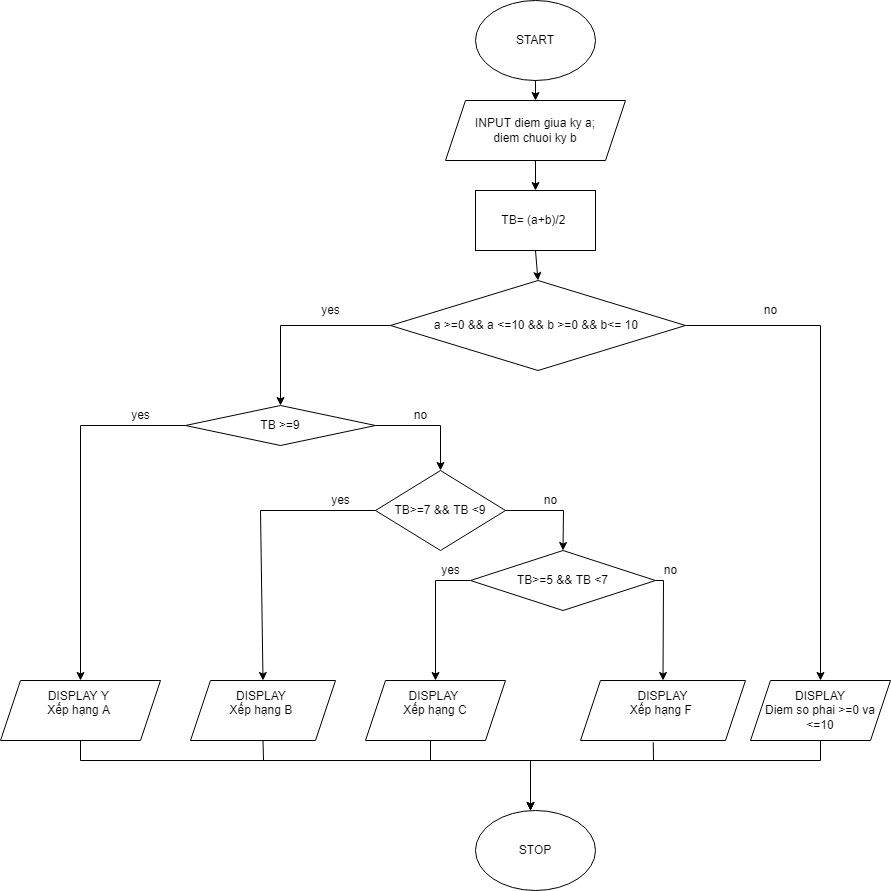 START
INPUT diem giua ky a;
diem chuoi ky b
TB= (a+b)/2
a >=0 && a <=10 && b >=0 && b<= 10
yes
no
TB >=9
yes
no
TB>=7 && TB <9
yes
no
TB>=5 && TB <7
yes
no
DISPLAY Y
Xếp hạng A
DISPLAY
Xếp hạng B
DISPLAY
Xếp hạng C
DISPLAY
Xếp hạng F
DISPLAY
Diem so phai >=0 va
<=10
STOP